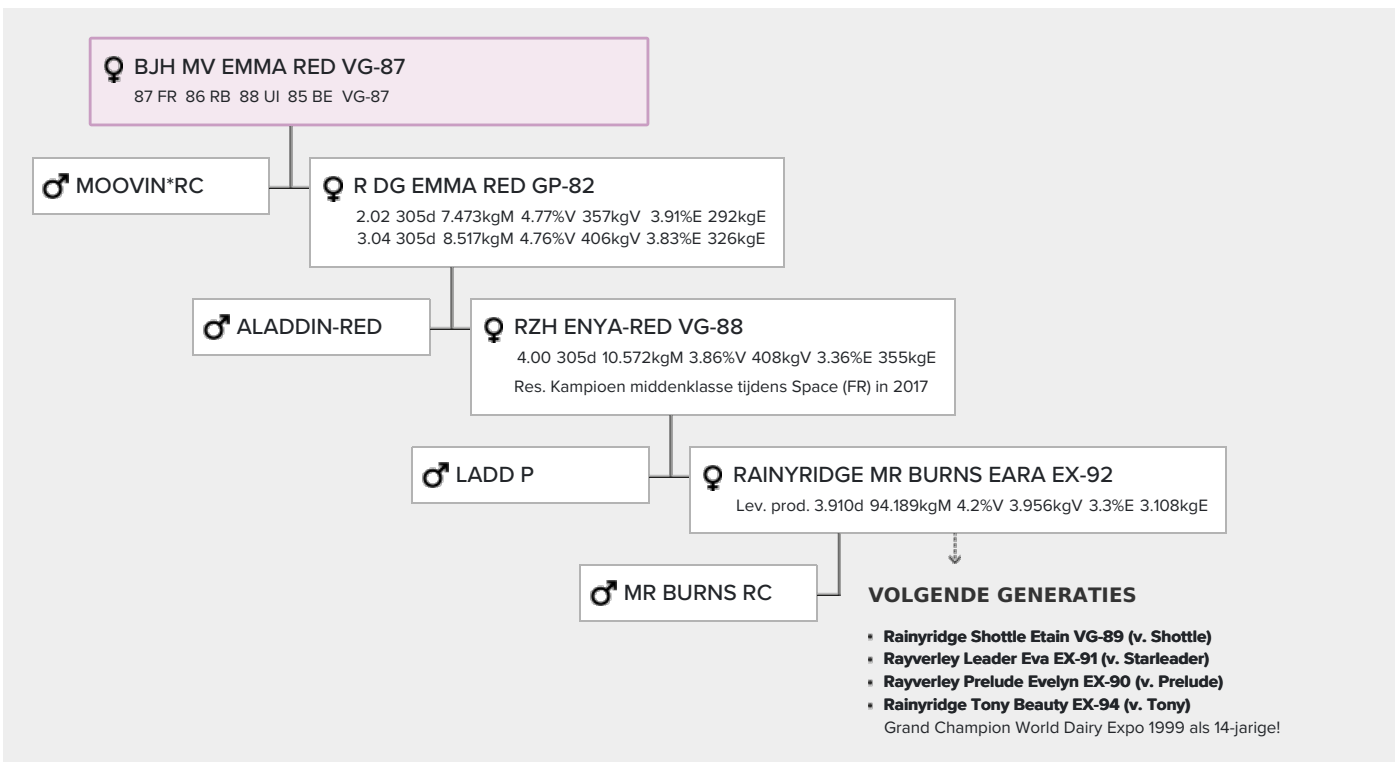 BJH MV EMMA RED VG-87
87 FR 86 RB 88 UI 85 BE VG-87
MOOVIN*RC
R DG EMMA RED GP-82
2.02 305d 7.473kgM 4.77%V 357kgV 3.91%E 292kgE
3.04 305d 8.517kgM 4.76%V 406kgV 3.83%E 326kgE
ALADDIN-RED
RZH ENYA-RED VG-88
4.00 305d 10.572kgM 3.86%V 408kgV 3.36%E 355kgE
Res. Kampioen middenklasse tijdens Space (FR) in 2017
LADD P
RAINYRIDGE MR BURNS EARA EX-92
Lev. prod. 3.910d 94.189kgM 4.2%V 3.956kgV 3.3%E 3.108kgE
MR BURNS RC
VOLGENDE GENERATIES
▪ Rainyridge Shottle Etain VG-89 (v. Shottle)
▪ Rayverley Leader Eva EX-91 (v. Starleader)
▪ Rayverley Prelude Evelyn EX-90 (v. Prelude)
▪ Rainyridge Tony Beauty EX-94 (v. Tony)
Grand Champion World Dairy Expo 1999 als 14-jarige!